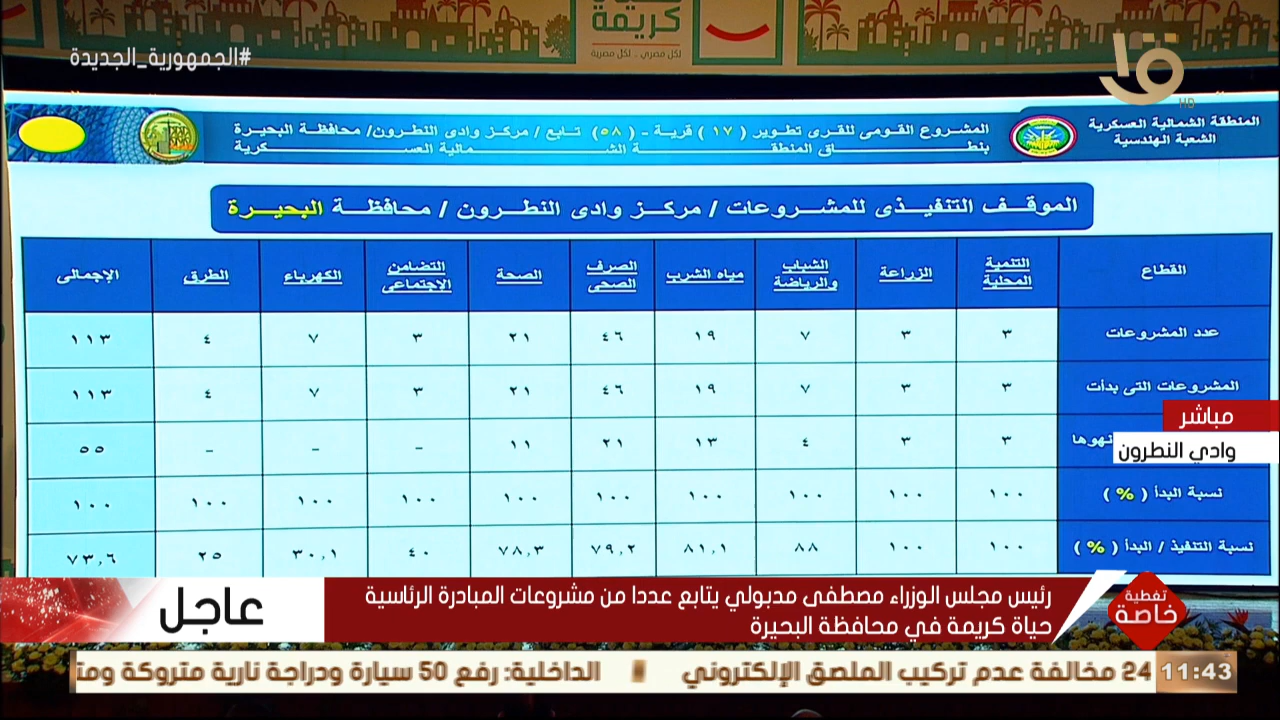 كريمة
لكل مصري .. لكل مصرية
#الجمهورية_الجديدة
HD
المنطقة الشمالية العسكرية
الشعبة الهندسية
المشروع القومى للقرى تطوير ( ١٧ ) قرية - ( ٥٨ ) تابع / مركز وادى النطرون/ محافظة البحيرة
بنطاق المنطقة الشمالية العسكرية
الموقف التنفيذى للمشروعات / مركز وادى النطرون / محافظة البحيرة
القطاع التنمية المحلية الزراعة الشباب والرياضة مياه الشرب الصرف الصحى الصحة التضامن الإجتماعى الكهرباء الطرق الإجمالى
عدد المشروعات ٣ ٣ ٧ ١٩ ٤٦ ٢١ ٣ ٧ ٤ ١١٣
المشروعات التى بدأت ٣ ٣ ٧ ١٩ ٤٦ ٢١ ٣ ٧ ٤ ١١٣
٣ ٣ ٤ ١٣ ٢١ ١١ - - - ٥٥
نسبة البدأ ( % ) ١٠٠ ١٠٠ ١٠٠ ١٠٠ ١٠٠ ١٠٠ ١٠٠ ١٠٠ ١٠٠ ١٠٠
نسبة التنفيذ / البدأ ( % ) ١٠٠ ١٠٠ ٨٨ ٨١,١ ٧٩,٢ ٧٨,٣ ٤٠ ٣٠,١ ٢٥ ٧٣,٦
مباشر
وادي النطرون
تغطية
خاصة
رئيس مجلس الوزراء مصطفى مدبولي يتابع عددا من مشروعات المبادرة الرئاسية
حياة كريمة في محافظة البحيرة
عاجل
11:43
24 مخالفة عدم تركيب الملصق الإلكتروني الداخلية: رفع 50 سيارة ودراجة نارية متروكة ومت